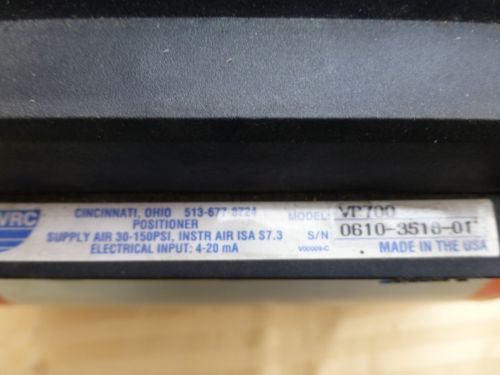 VRC
CINCINNATI, OHIO 513-677-8724
POSITIONER
SUPPLY AIR 30-150PSI, INSTR AIR ISA S7.3
ELECTRICAL INPUT: 4-20 mA
MODEL: VP700
S/N 0610-3518-01
V00009-C
MADE IN THE USA